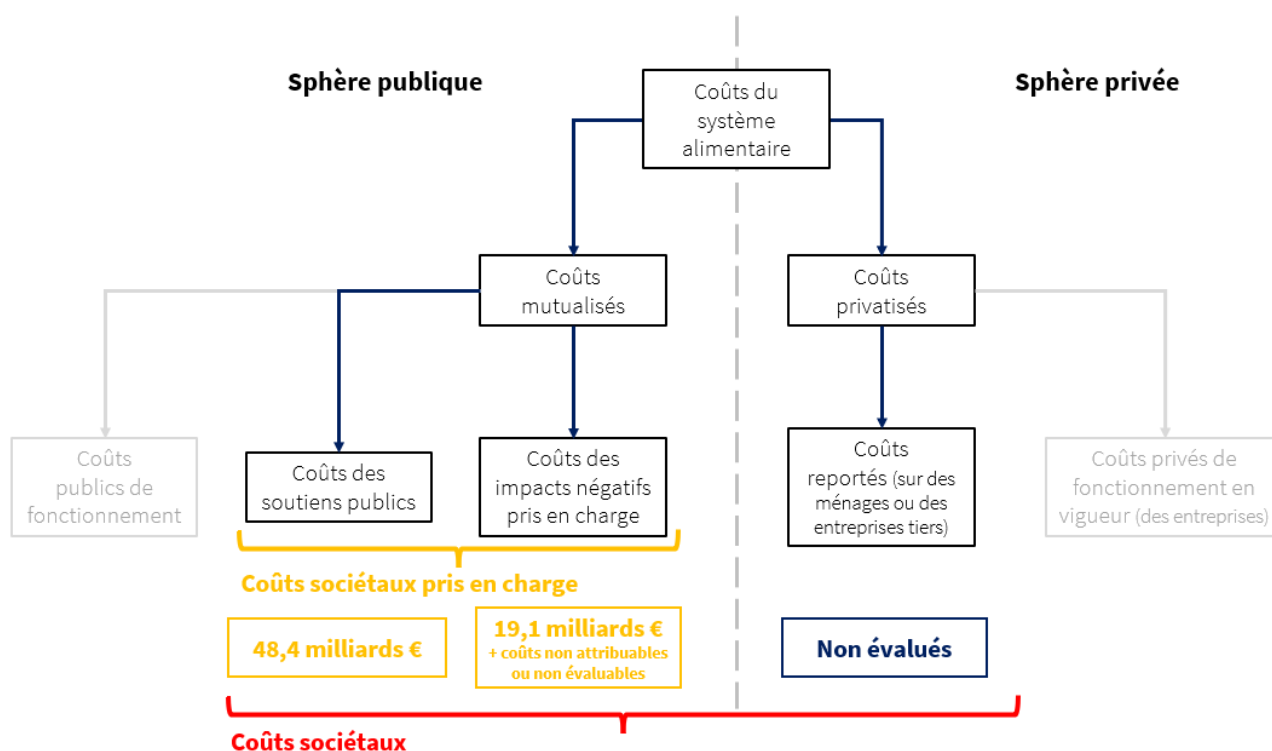 Sphère publique
Sphère privée
Coûts du
système
alimentaire
Coûts
mutualisés
Coûts
privatisés
Coûts
publics de
fonctionnement
Coûts des
soutiens publics
Coûts des
impacts négatifs
pris en charge
Coûts
reportés (sur des
ménages ou des
entreprises tiers)
Coûts privés de
fonctionnement en
vigueur (des entreprises)
Coûts sociétaux pris en charge
48,4 milliards €
19,1 milliards €
+ coûts non attribuables
ou non évaluables
Non évalués
Coûts sociétaux